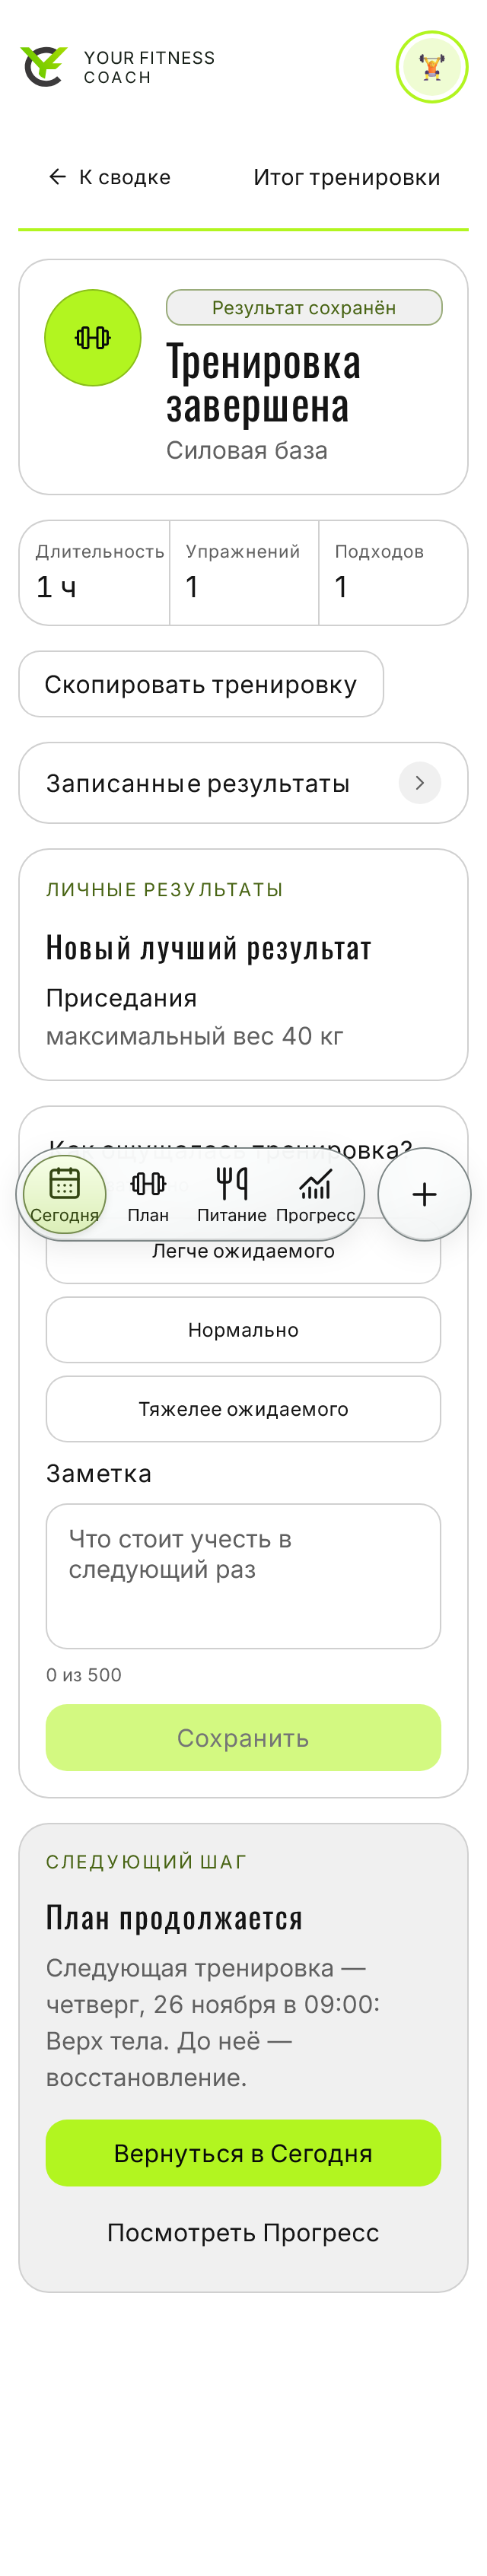 YOUR FITNESS
COACH
К сводке
Итог тренировки
Результат сохранён
Тренировка
завершена
Силовая база
Длительность
Упражнений
Подходов
1 ч
1
1
Скопировать тренировку
Записанные результаты
ЛИЧНЫЕ РЕЗУЛЬТАТЫ
Новый лучший результат
Приседания
максимальный вес 40 кг
Как ощущалась тренировка?
Сегодня
План
Питание
Прогресс
Легче ожидаемого
Нормально
Тяжелее ожидаемого
Заметка
Что стоит учесть в
следующий раз
0 из 500
Сохранить
СЛЕДУЮЩИЙ ШАГ
План продолжается
Следующая тренировка —
четверг, 26 ноября в 09:00:
Верх тела. До неё —
восстановление.
Вернуться в Сегодня
Посмотреть Прогресс